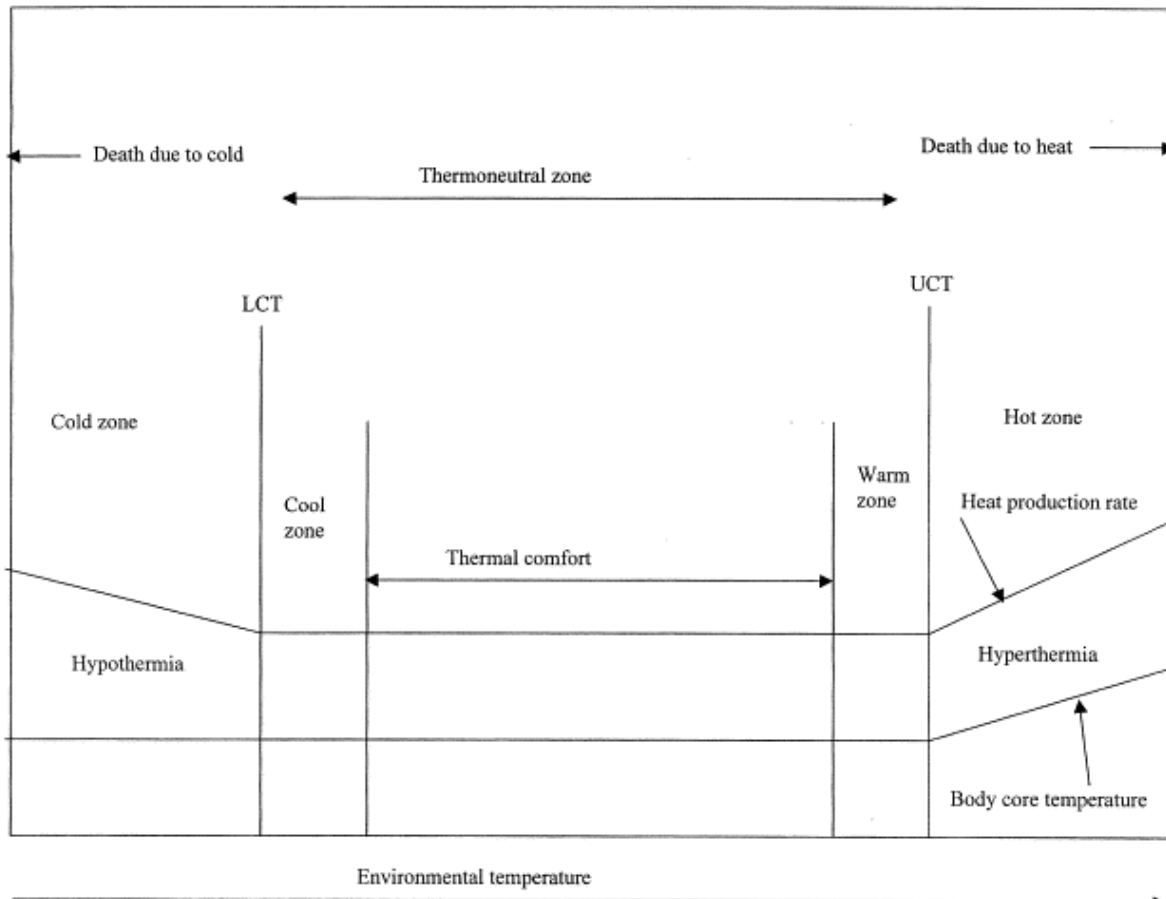 Death due to cold
Death due to heat
Thermoneutral zone
LCT
UCT
Cold zone
Hot zone
Cool
zone
Warm
zone
Heat production rate
Thermal comfort
Hypothermia
Hyperthermia
Body core temperature
Environmental temperature